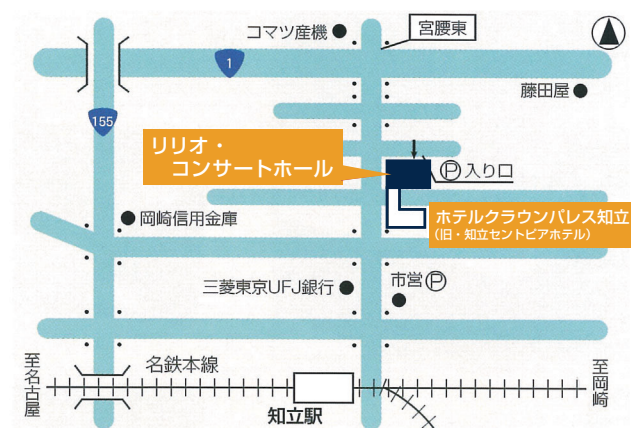 コマツ産機
宮腰東
1
藤田屋
155
リリオ・
コンサートホール
P入り口
岡崎信用金庫
ホテルクラウンパレス知立
(旧・知立セントピアホテル)
三菱東京UFJ銀行
市営P
至名古屋
名鉄本線
至岡崎
知立駅